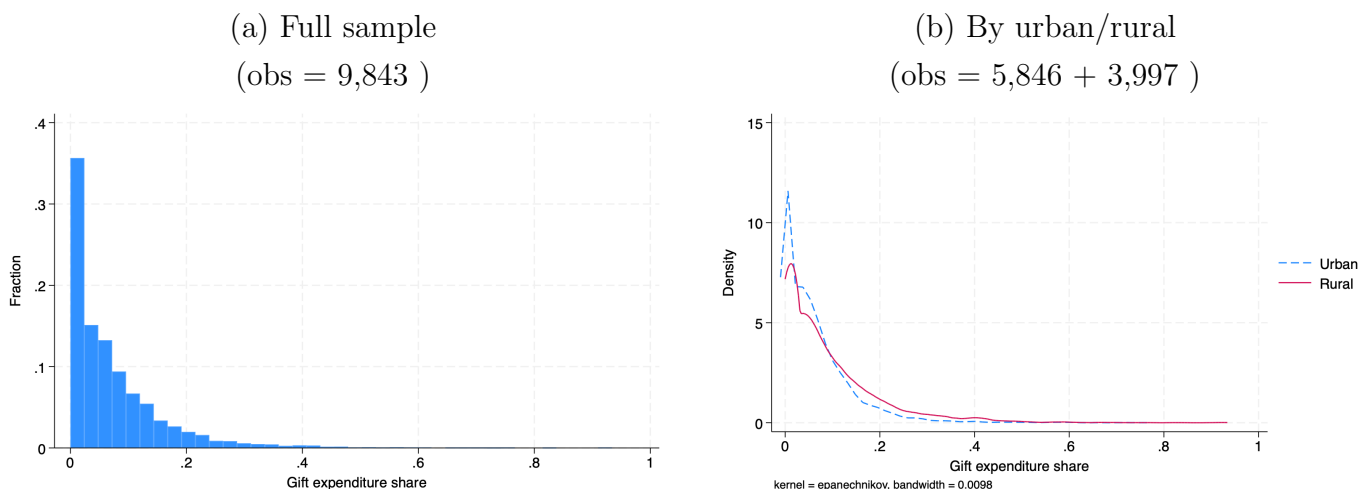 (a) Full sample
(obs = 9,843 )
.4
.3
.2
.1
0
Fraction
0 .2 .4 .6 .8 1
Gift expenditure share
(b) By urban/rural
(obs = 5,846 + 3,997 )
15
10
5
0
Density
0 .2 .4 .6 .8 1
Gift expenditure share
kernel = epanechnikov, bandwidth = 0.0098
Urban
Rural